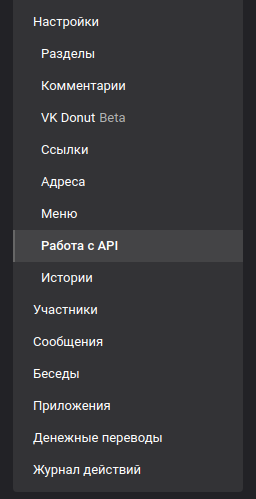 Настройки
Разделы
Комментарии
VK Donut Beta
Ссылки
Адреса
Меню
Работа с API
Истории
Участники
Сообщения
Беседы
Приложения
Денежные переводы
Журнал действий